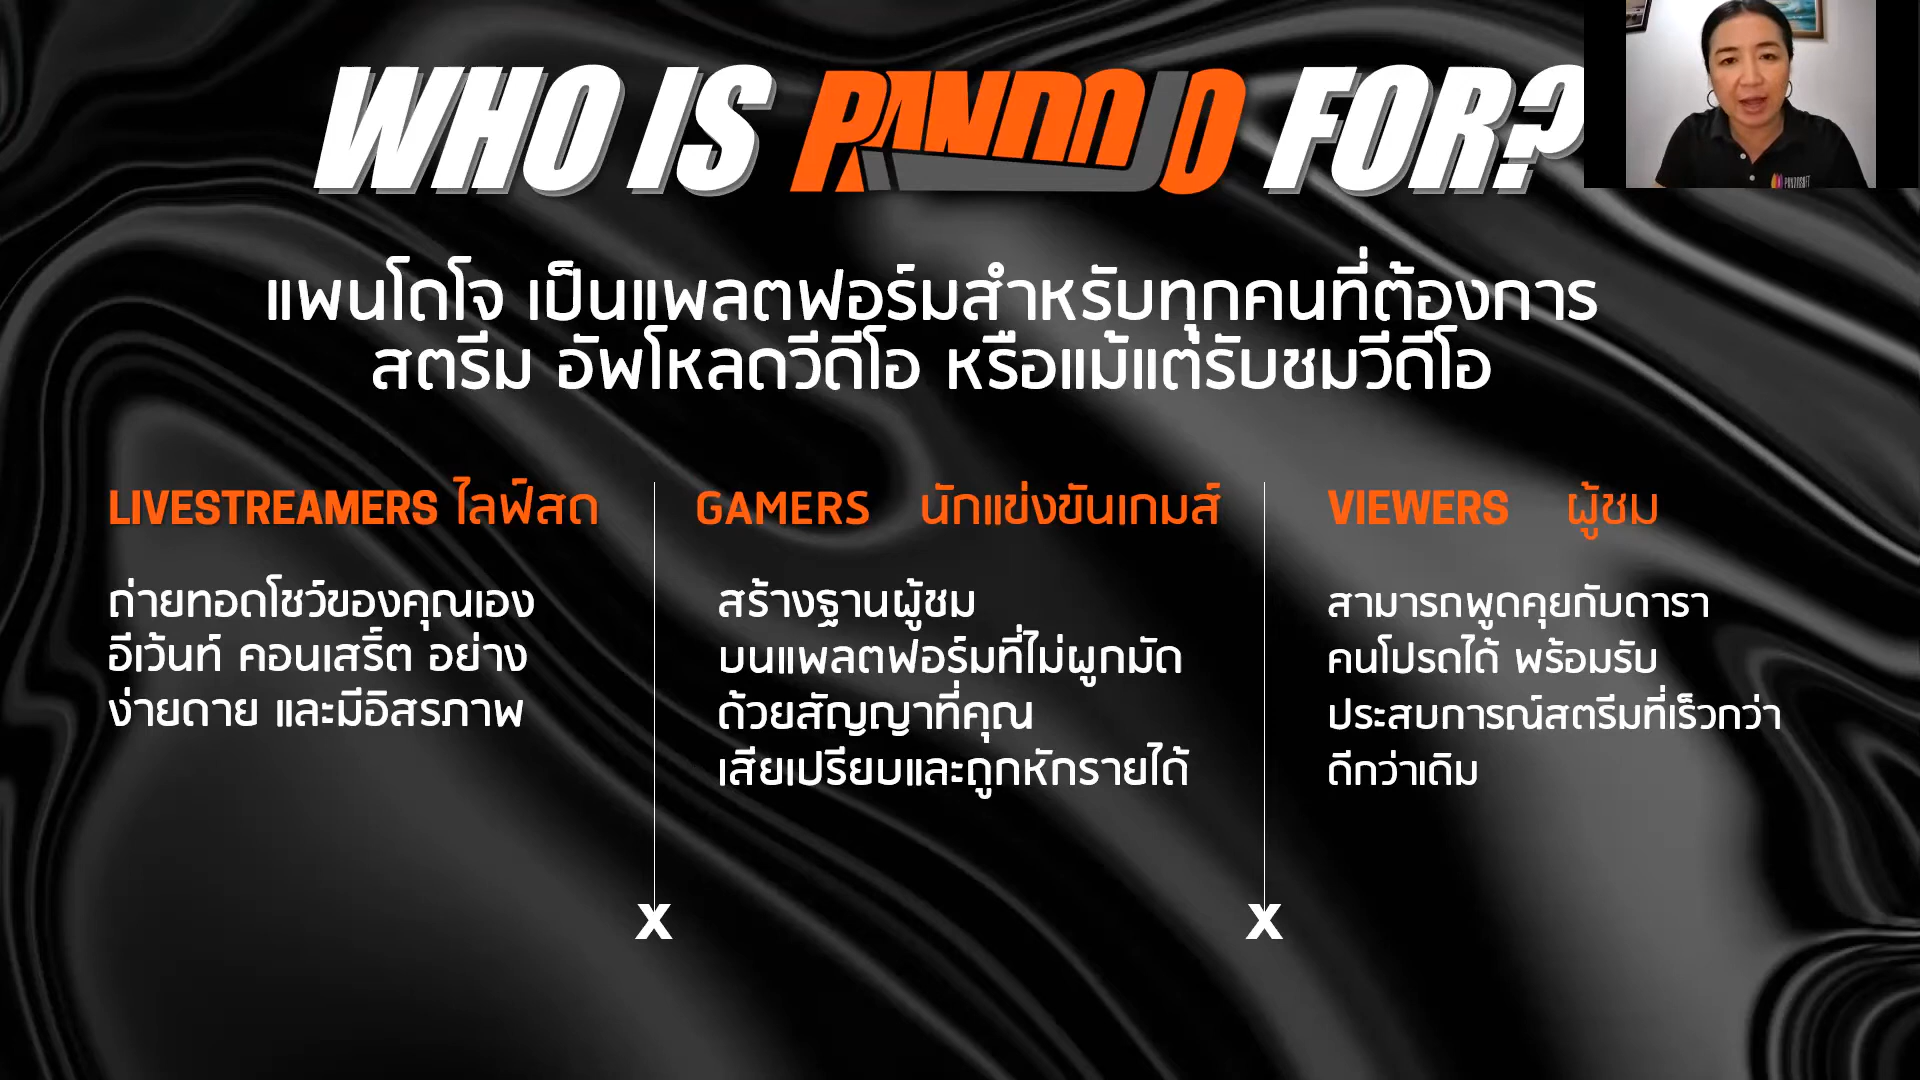 WHO IS PANDOJO FOR?
แพนโดโจ เป็นแพลตฟอร์มสำหรับทุกคนที่ต้องการ
สตรีม อัพโหลดวีดีโอ หรือแม้แต่รับชมวีดีโอ
LIVESTREAMERS ไลฟ์สด
ถ่ายทอดโชว์ของคุณเอง
อีเว้นท์ คอนเสริ์ต อย่าง
ง่ายดาย และมีอิสรภาพ
GAMERS นักแข่งขันเกมส์
สร้างฐานผู้ชม
บนแพลตฟอร์มที่ไม่ผูกมัด
ด้วยสัญญาที่คุณ
เสียเปรียบและถูกหักรายได้
VIEWERS ผู้ชม
สามารถพูดคุยกับดารา
คนโปรดได้ พร้อมรับ
ประสบการณ์สตรีมที่เร็วกว่า
ดีกว่าเดิม
X
X